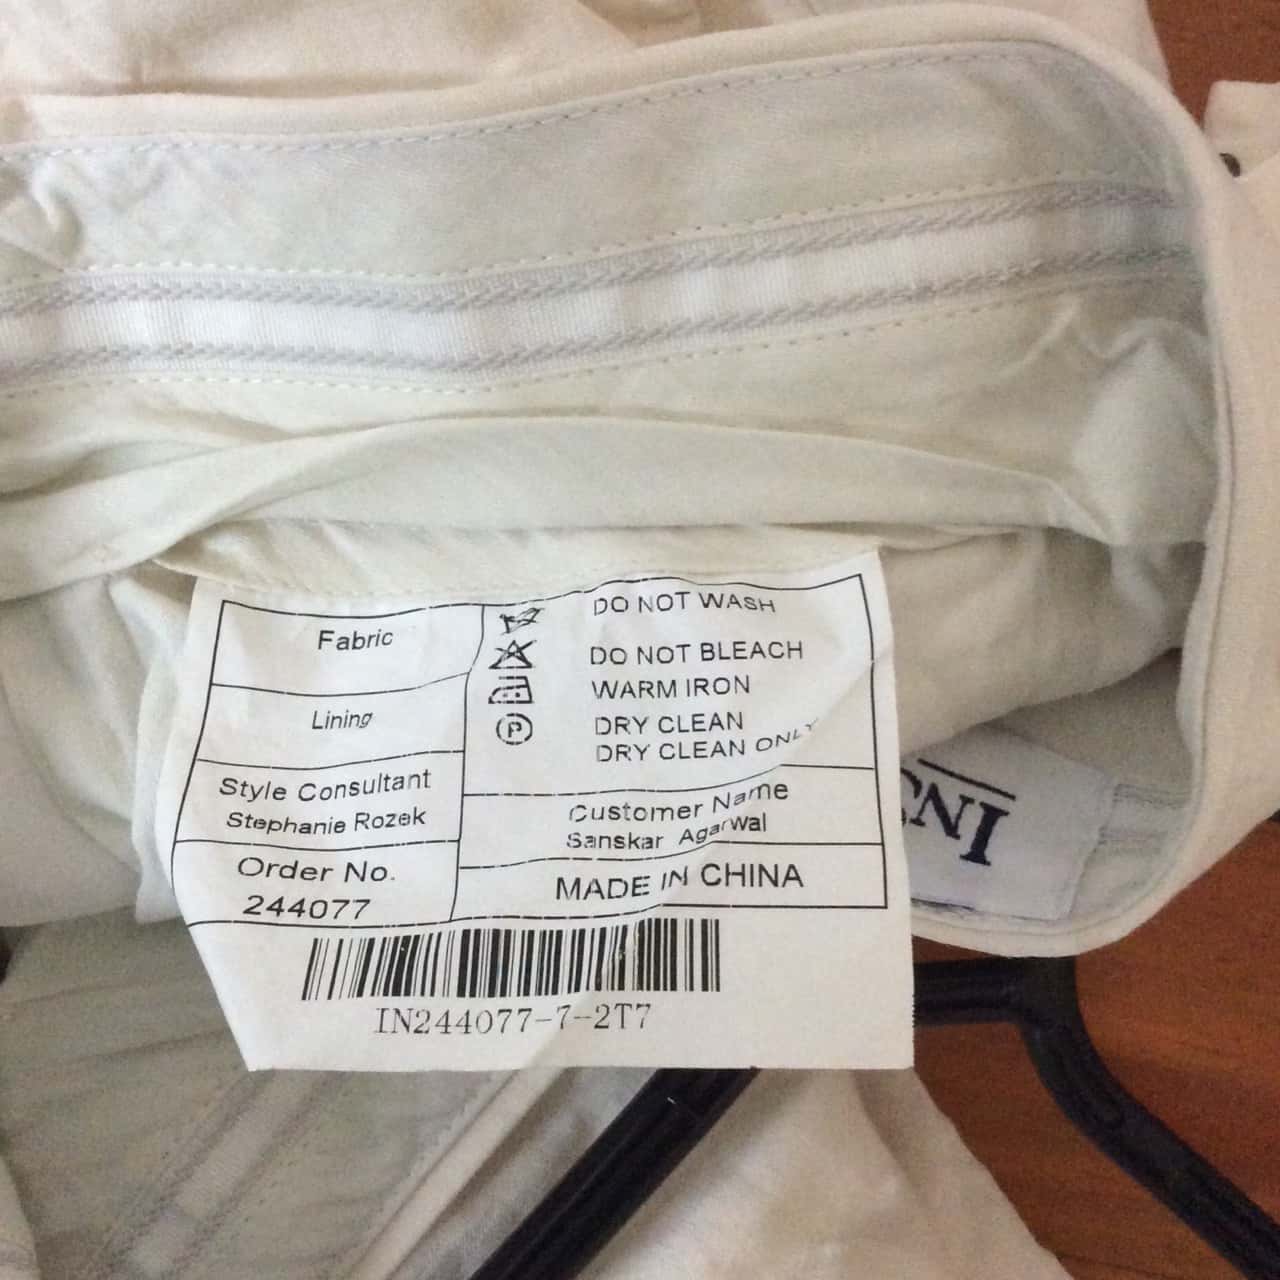 Fabric
Lining
Style Consultant
Stephanie Rozek
Order No.
244077
DO NOT WASH
DO NOT BLEACH
WARM IRON
P
DRY CLEAN
DRY CLEAN ONLY
Customer Name
Sanskar Agarwal
MADE IN CHINA
IN244077-7-2T7